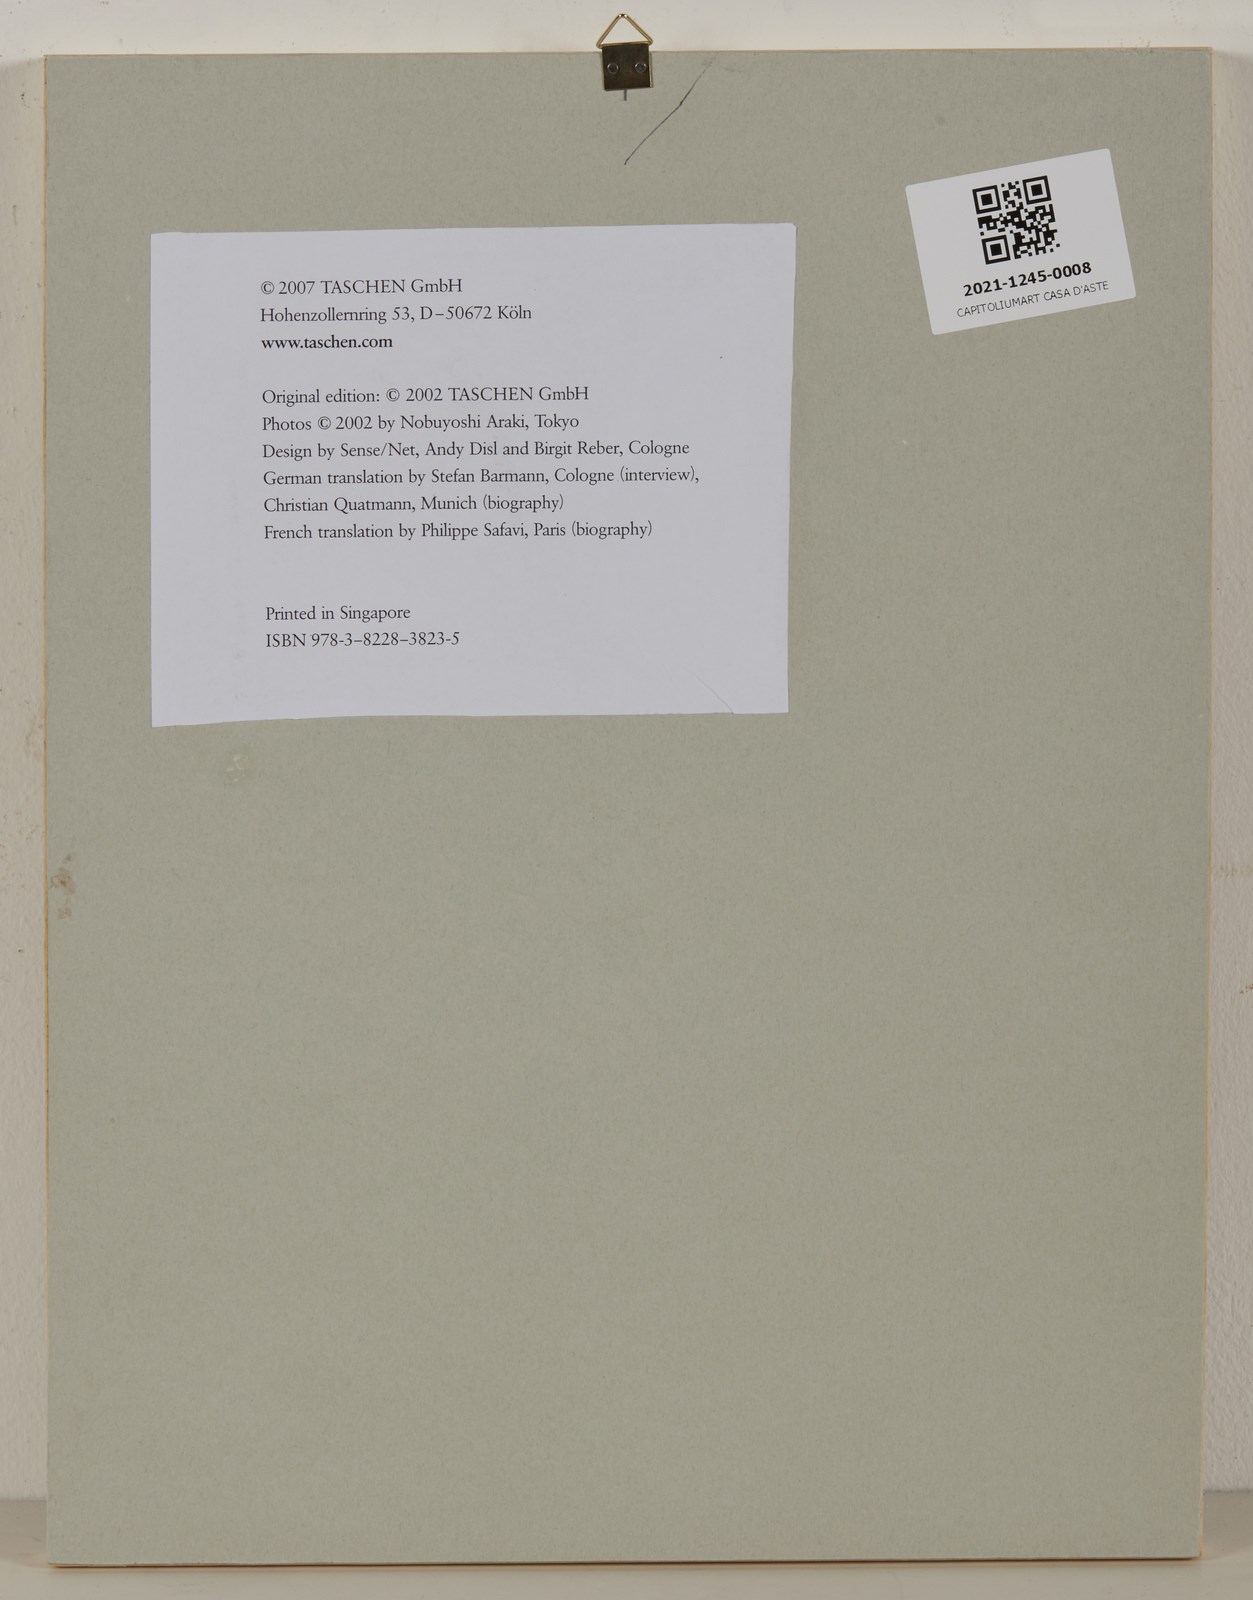 © 2007 TASCHEN GmbH
Hohenzollernring 53, D–50672 Köln
www.taschen.com
Original edition: © 2002 TASCHEN GmbH
Photos © 2002 by Nobuyoshi Araki, Tokyo
Design by Sense/Net, Andy Disl and Birgit Reber, Cologne
German translation by Stefan Barmann, Cologne (interview),
Christian Quatmann, Munich (biography)
French translation by Philippe Safavi, Paris (biography)
Printed in Singapore
ISBN 978-3–8228–3823-5
2021-1245-0008
CAPITOLIUMART CASA D'ASTE